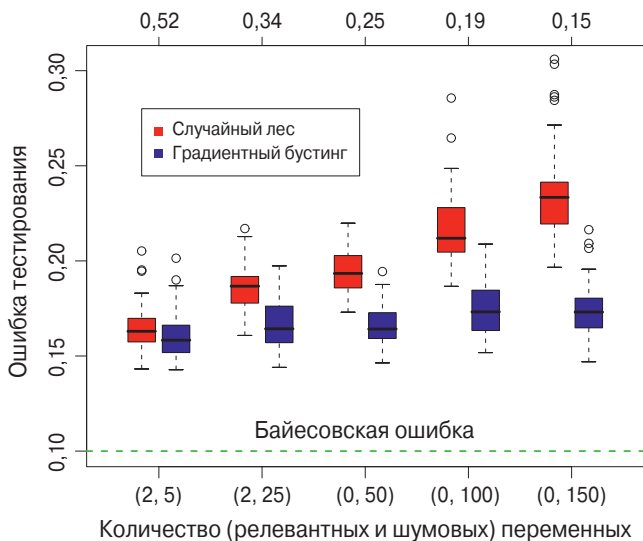 0,52 0,34 0,25 0,19 0,15
0,30
0,25
0,20
0,15
0,10
Ошибка тестирования
Случайный лес
Градиентный бустинг
Байесовская ошибка
(2, 5) (2, 25) (0, 50) (0, 100) (0, 150)
Количество (релевантных и шумовых) переменных